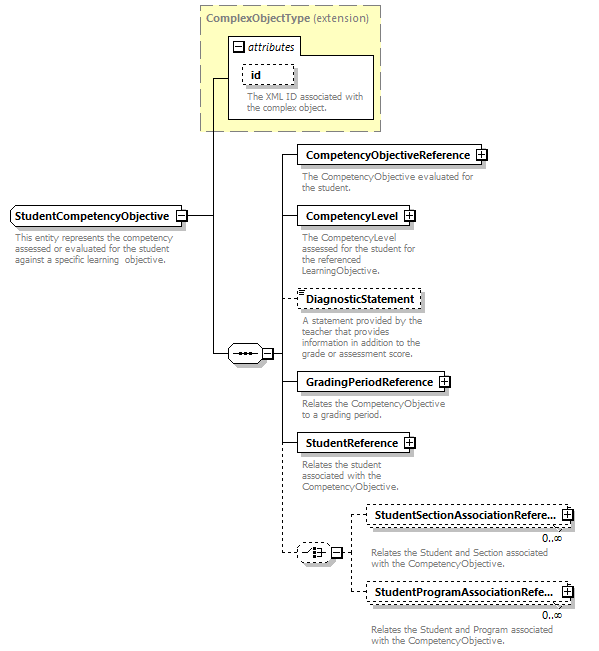 ComplexObjectType (extension)
attributes
id
The XML ID associated with
the complex object.
CompetencyObjectiveReference
The CompetencyObjective evaluated for
the student.
StudentCompetencyObjective
This entity represents the competency
assessed or evaluated for the student
against a specific learning objective.
CompetencyLevel
The CompetencyLevel
assessed for the student for
the referenced
LearningObjective.
DiagnosticStatement
A statement provided by the
teacher that provides
information in addition to the
grade or assessment score.
GradingPeriodReference
Relates the CompetencyObjective
to a grading period.
StudentReference
Relates the student
associated with the
CompetencyObjective.
StudentSectionAssociationRefere...
0..∞
Relates the Student and Section associated
with the CompetencyObjective.
StudentProgramAssociationRefe...
0..∞
Relates the Student and Program associated
with the CompetencyObjective.